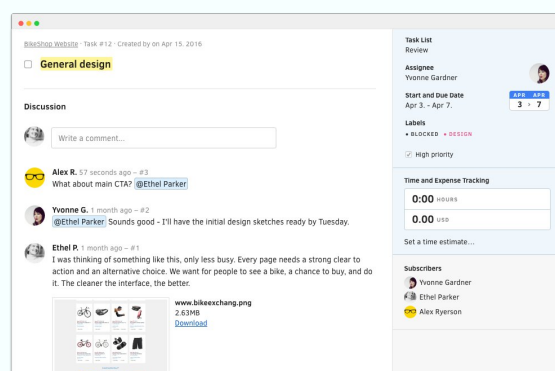 BikeShop Website · Task #12 · Created by on Apr 15. 2016
General design
Discussion
Write a comment...
Alex R. 57 seconds ago – #3
What about main CTA? @Ethel Parker
Yvonne G. 1 month ago – #2
@Ethel Parker Sounds good - I'll have the initial design sketches ready by Tuesday.
Ethel P. 1 month ago – #1
I was thinking of something like this, only less busy. Every page needs a strong clear to
action and an alternative choice. We want for people to see a bike, a chance to buy, and do
it. The cleaner the interface, the better.
www.bikeexchang.png
2.63MB
Download
Task List
Review
Assignee
Yvonne Gardner
Start and Due Date
Apr 3. - Apr 7.
APR APR
3 › 7
Labels
• BLOCKED • DESIGN
High priority
Time and Expense Tracking
0:00 HOURS
0.00 USD
Set a time estimate...
Subscribers
Yvonne Gardner
Ethel Parker
Alex Ryerson